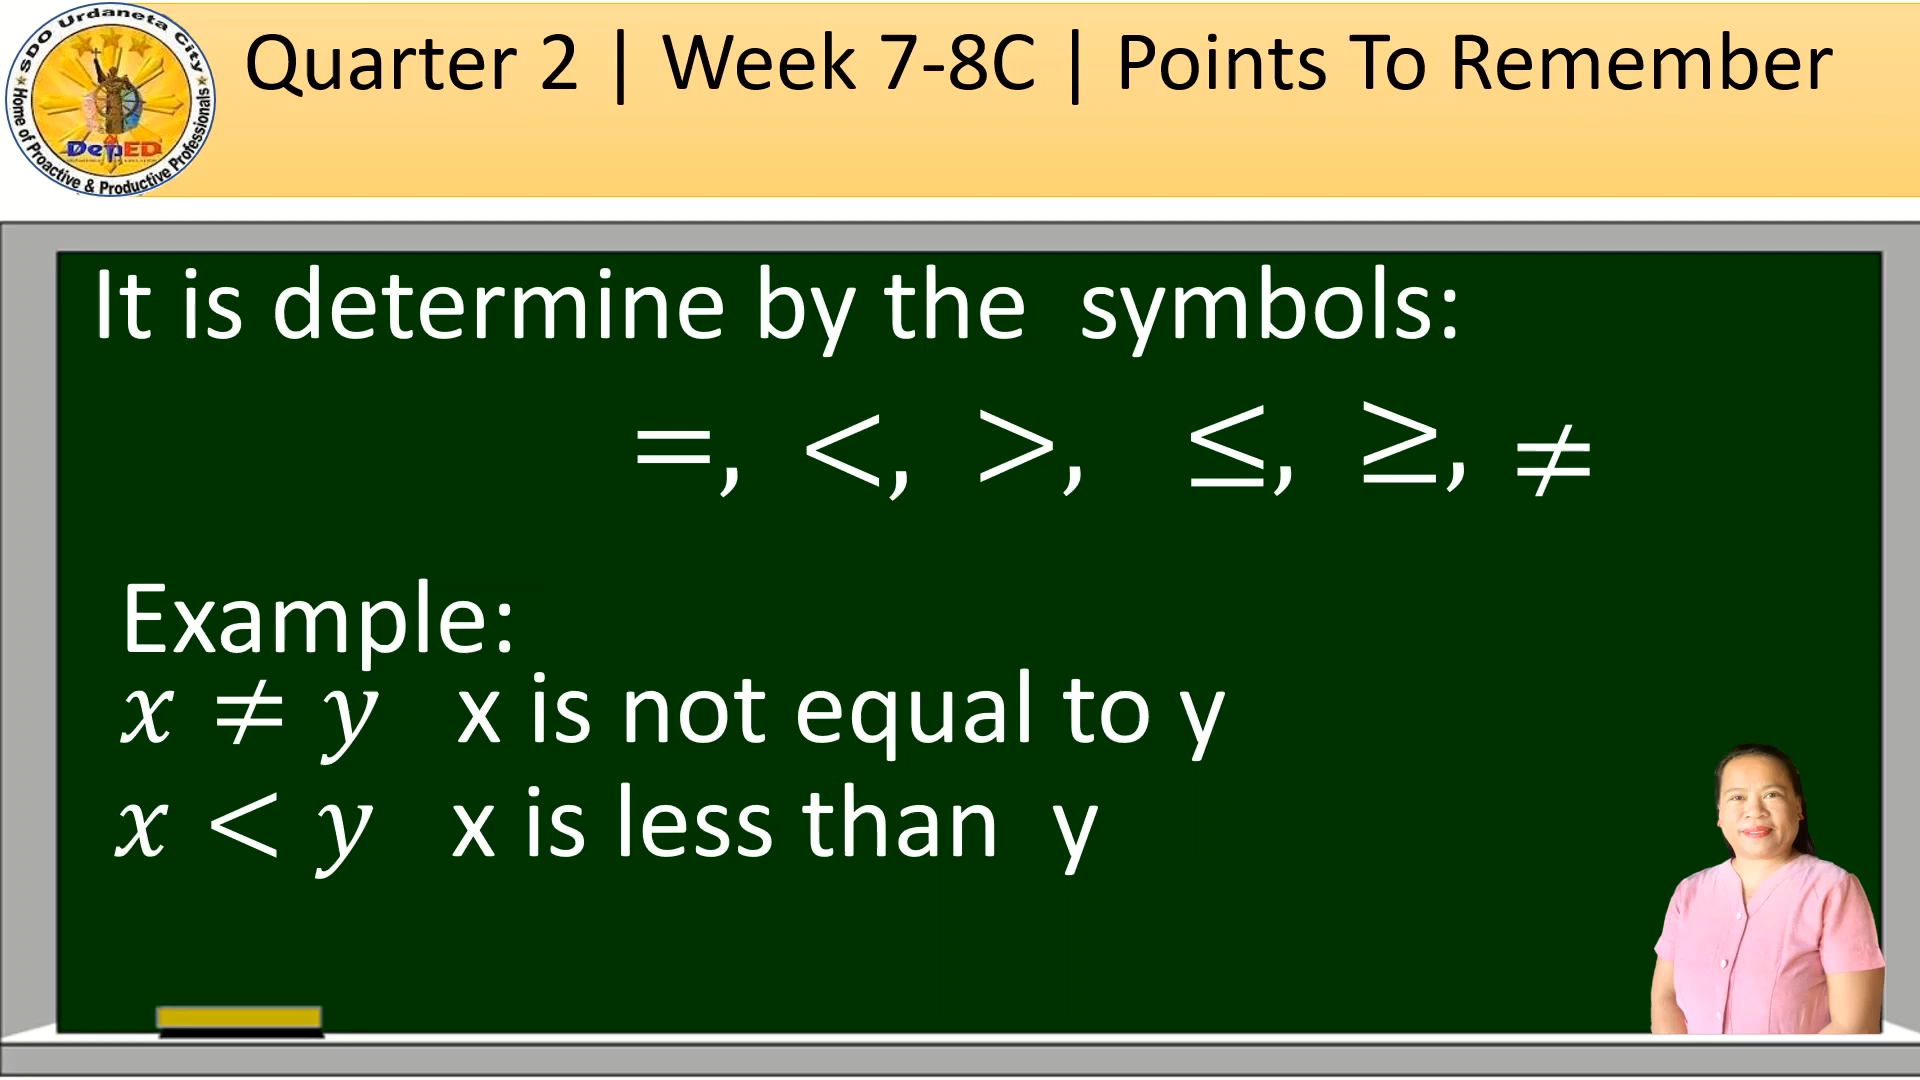 SDO Urdaneta City
Home of Proactive & Productive Professionals
DepED
Quarter 2 | Week 7-8C | Points To Remember
It is determine by the symbols:
=, <, >, ≤, ≥, ≠
Example:
x ≠ y x is not equal to y
x < y x is less than y